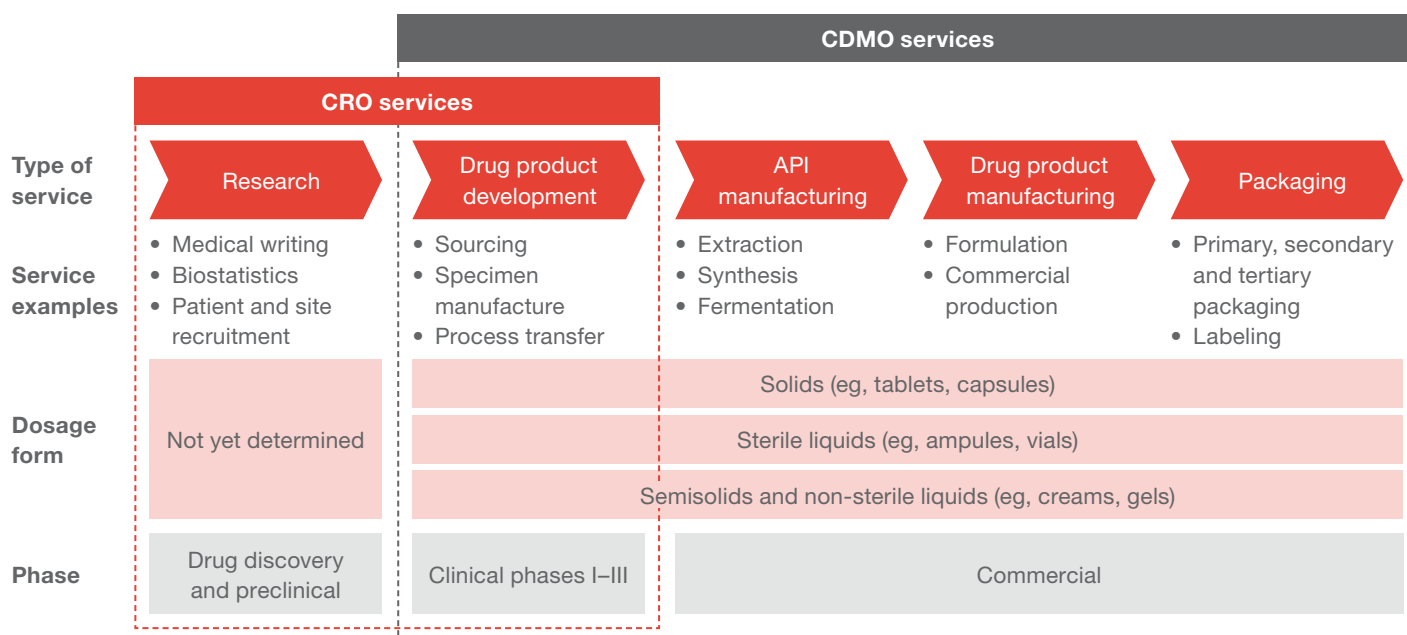 CDMO services
CRO services
Type of
service
Research
Drug product
development
API
manufacturing
Drug product
manufacturing
Packaging
Service
examples
• Medical writing
• Biostatistics
• Patient and site
recruitment
• Sourcing
• Specimen
manufacture
• Process transfer
• Extraction
• Synthesis
• Fermentation
• Formulation
• Commercial
production
• Primary, secondary
and tertiary
packaging
• Labeling
Dosage
form
Not yet determined
Solids (eg, tablets, capsules)
Sterile liquids (eg, ampules, vials)
Semisolids and non-sterile liquids (eg, creams, gels)
Phase
Drug discovery
and preclinical
Clinical phases I–III
Commercial